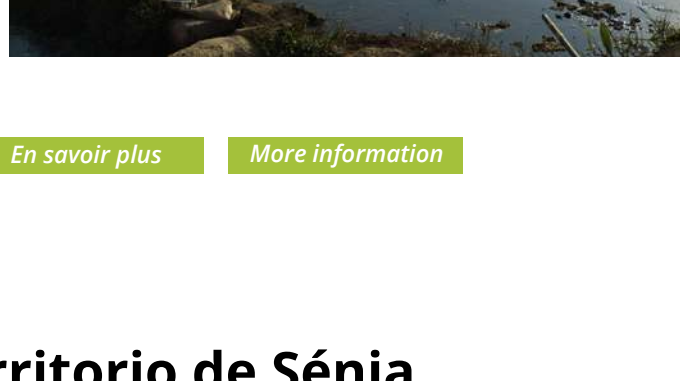 En savoir plus
More information
rritorio de Sénia